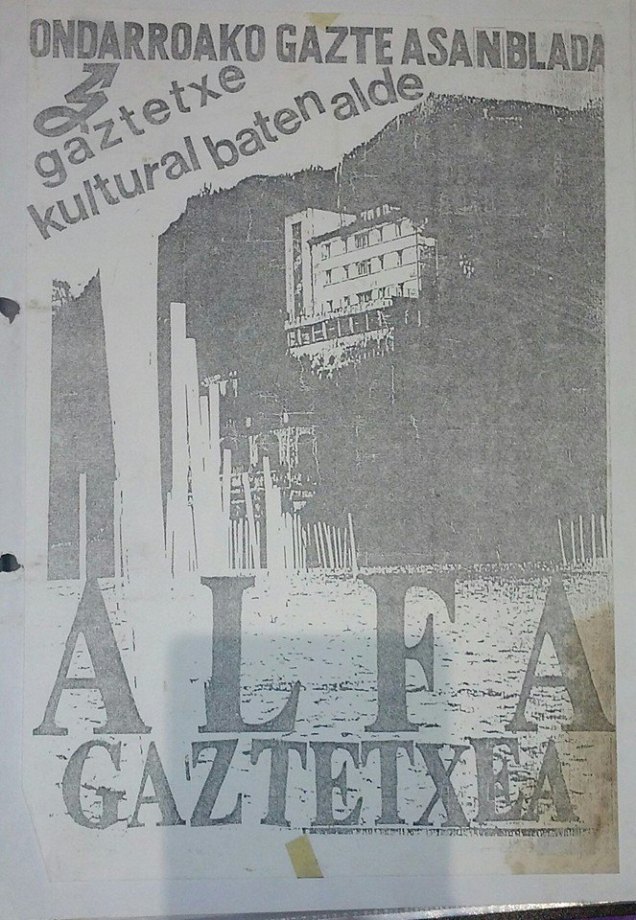 ONDARROAKO GAZTE ASANBLADA
gaztetxe
kultural baten alde
ALFA
GAZTETXEA